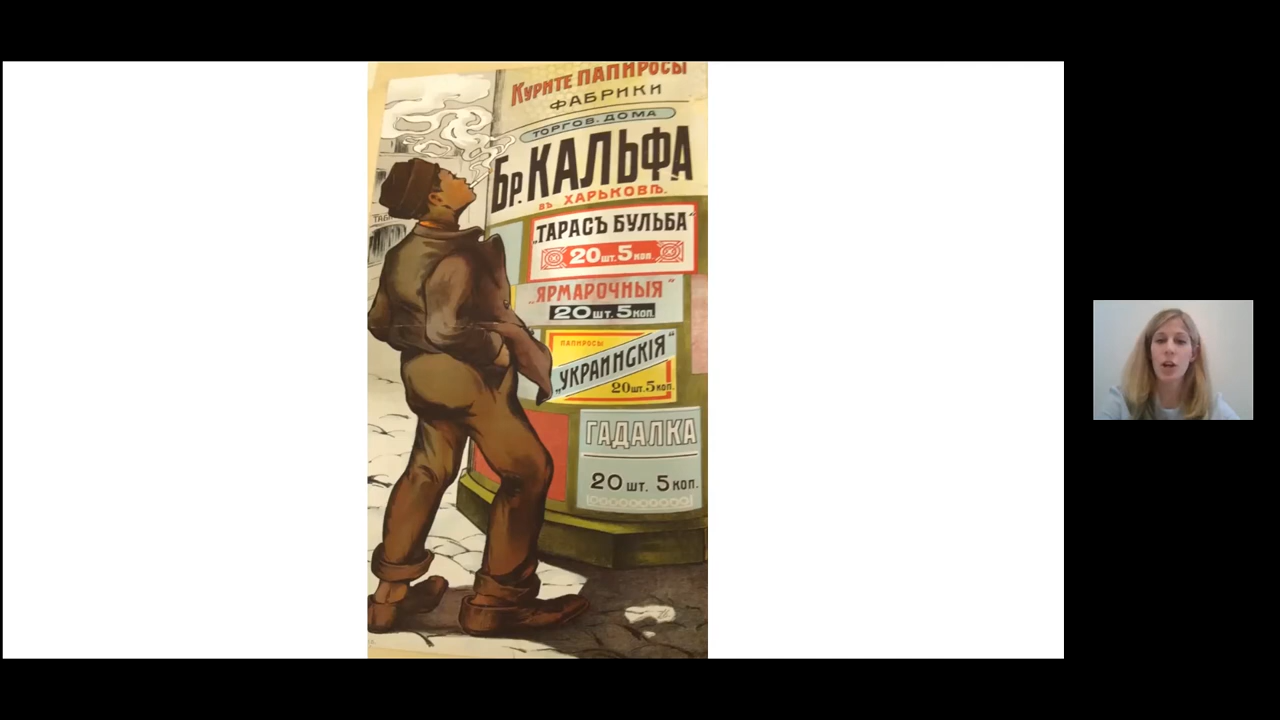 КУРИТЕ ПАПИРОСЫ
ФАБРИКИ
ТОРГОВ. ДОМА
БР. КАЛЬФА
ВЪ ХАРЬКОВѢ.
„ТАРАСЪ БУЛЬБА“
20 шт. 5 коп.
„ЯРМАРОЧНЫЯ“
20 шт. 5 коп.
ПАПИРОСЫ
„УКРАИНСКІЯ“
20 шт. 5 коп.
ГАДАЛКА
20 шт. 5 коп.